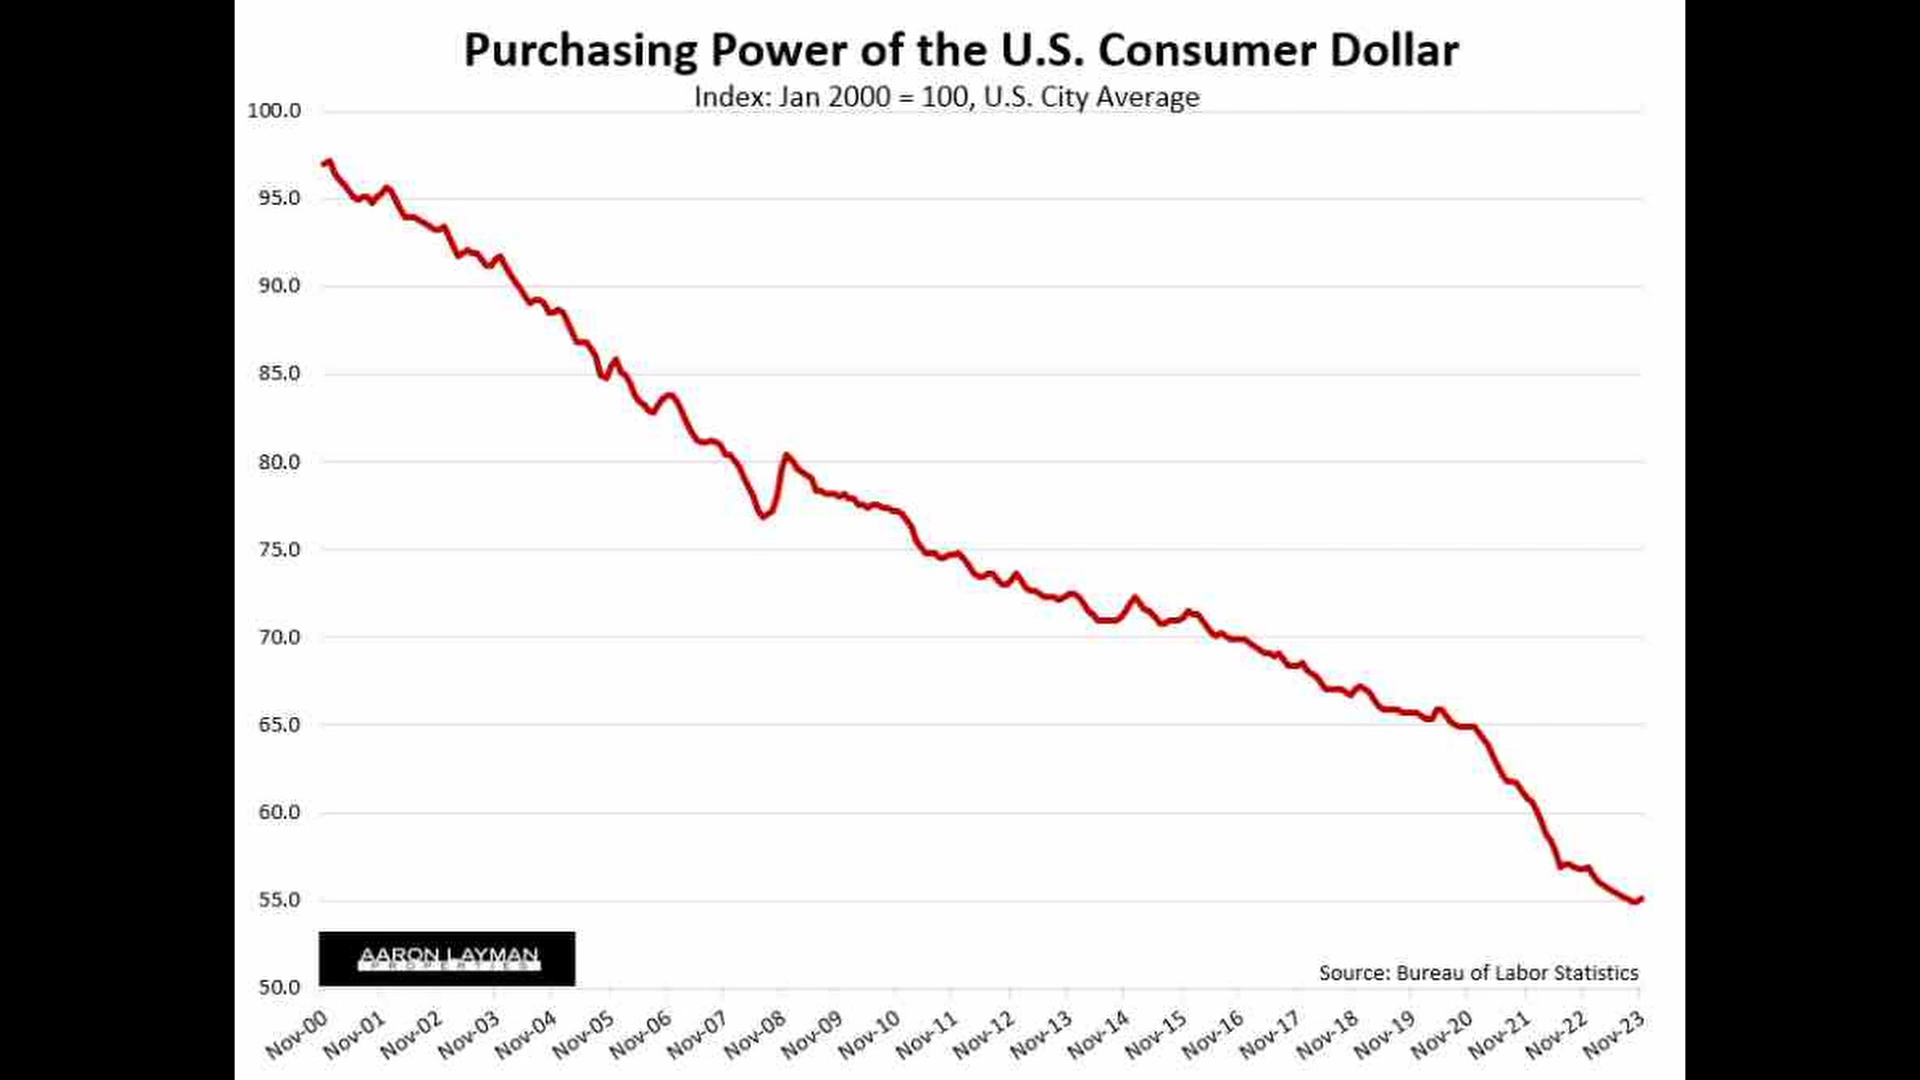 Purchasing Power of the U.S. Consumer Dollar
Index: Jan 2000 = 100, U.S. City Average
100.0
95.0
90.0
85.0
80.0
75.0
70.0
65.0
60.0
55.0
50.0
AARON LAYMAN
PROPERTIES
Source: Bureau of Labor Statistics
Nov-00
Nov-01
Nov-02
Nov-03
Nov-04
Nov-05
Nov-06
Nov-07
Nov-08
Nov-09
Nov-10
Nov-11
Nov-12
Nov-13
Nov-14
Nov-15
Nov-16
Nov-17
Nov-18
Nov-19
Nov-20
Nov-21
Nov-22
Nov-23